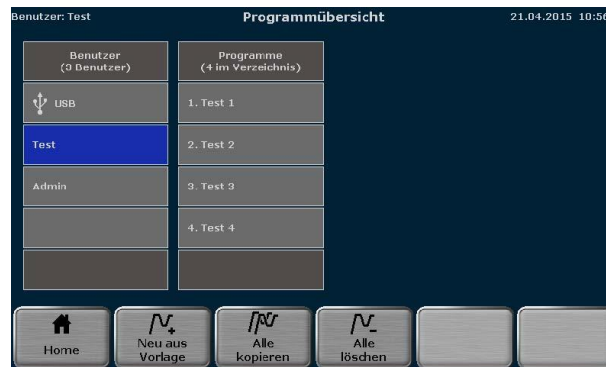 Benutzer: Test
Programmübersicht
21.04.2015 10:56
Benutzer
(3 Benutzer)
Programme
(4 im Verzeichnis)
USB
1. Test 1
Test
2. Test 2
Admin
3. Test 3
4. Test 4
Home
Neu aus
Vorlage
Alle
kopieren
Alle
löschen